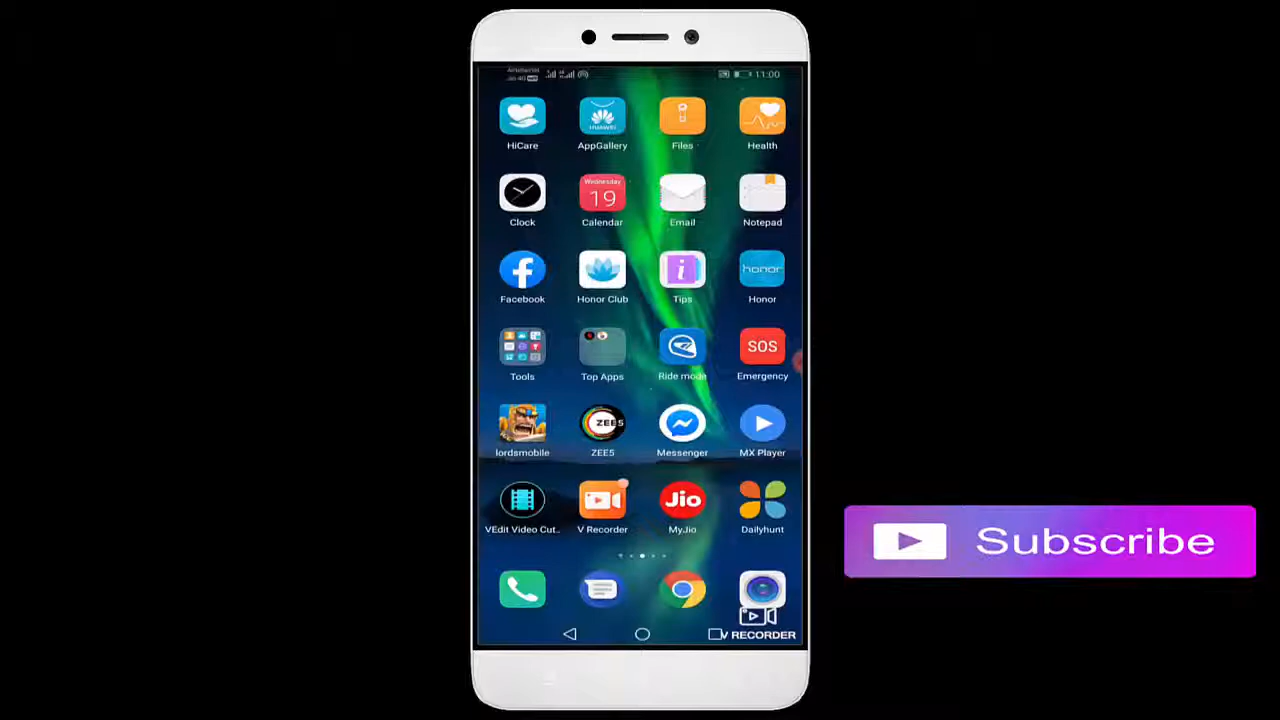 11:00
HUAWEI
HiCare AppGallery Files Health
Wednesday
19
Clock Calendar Email Notepad
honor
Facebook Honor Club Tips Honor
SOS
Tools Top Apps Ride mode Emergency
ZEE5
lordsmobile ZEE5 Messenger MX Player
Jio
VEdit Video Cut.. V Recorder MyJio Dailyhunt
Subscribe
V RECORDER